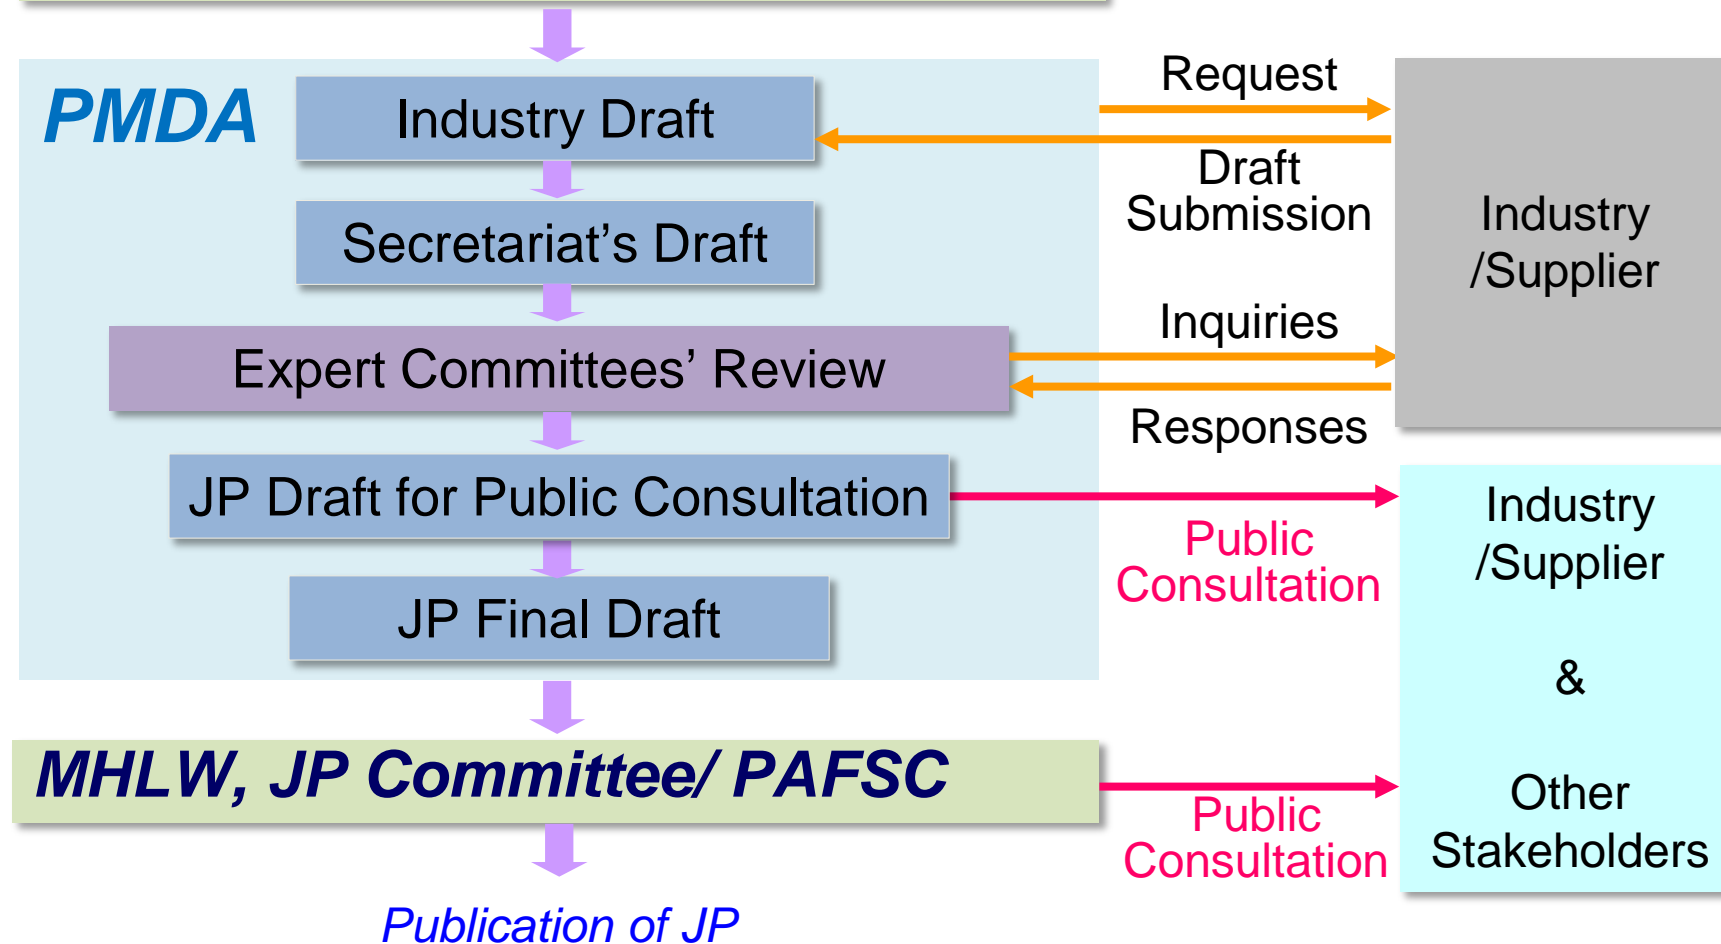 PMDA
Industry Draft
Request
Draft
Submission
Industry
/Supplier
Secretariat’s Draft
Expert Committees’ Review
Inquiries
Responses
JP Draft for Public Consultation
Public
Consultation
JP Final Draft
Industry
/Supplier
&
Other
Stakeholders
MHLW, JP Committee/ PAFSC
Public
Consultation
Publication of JP